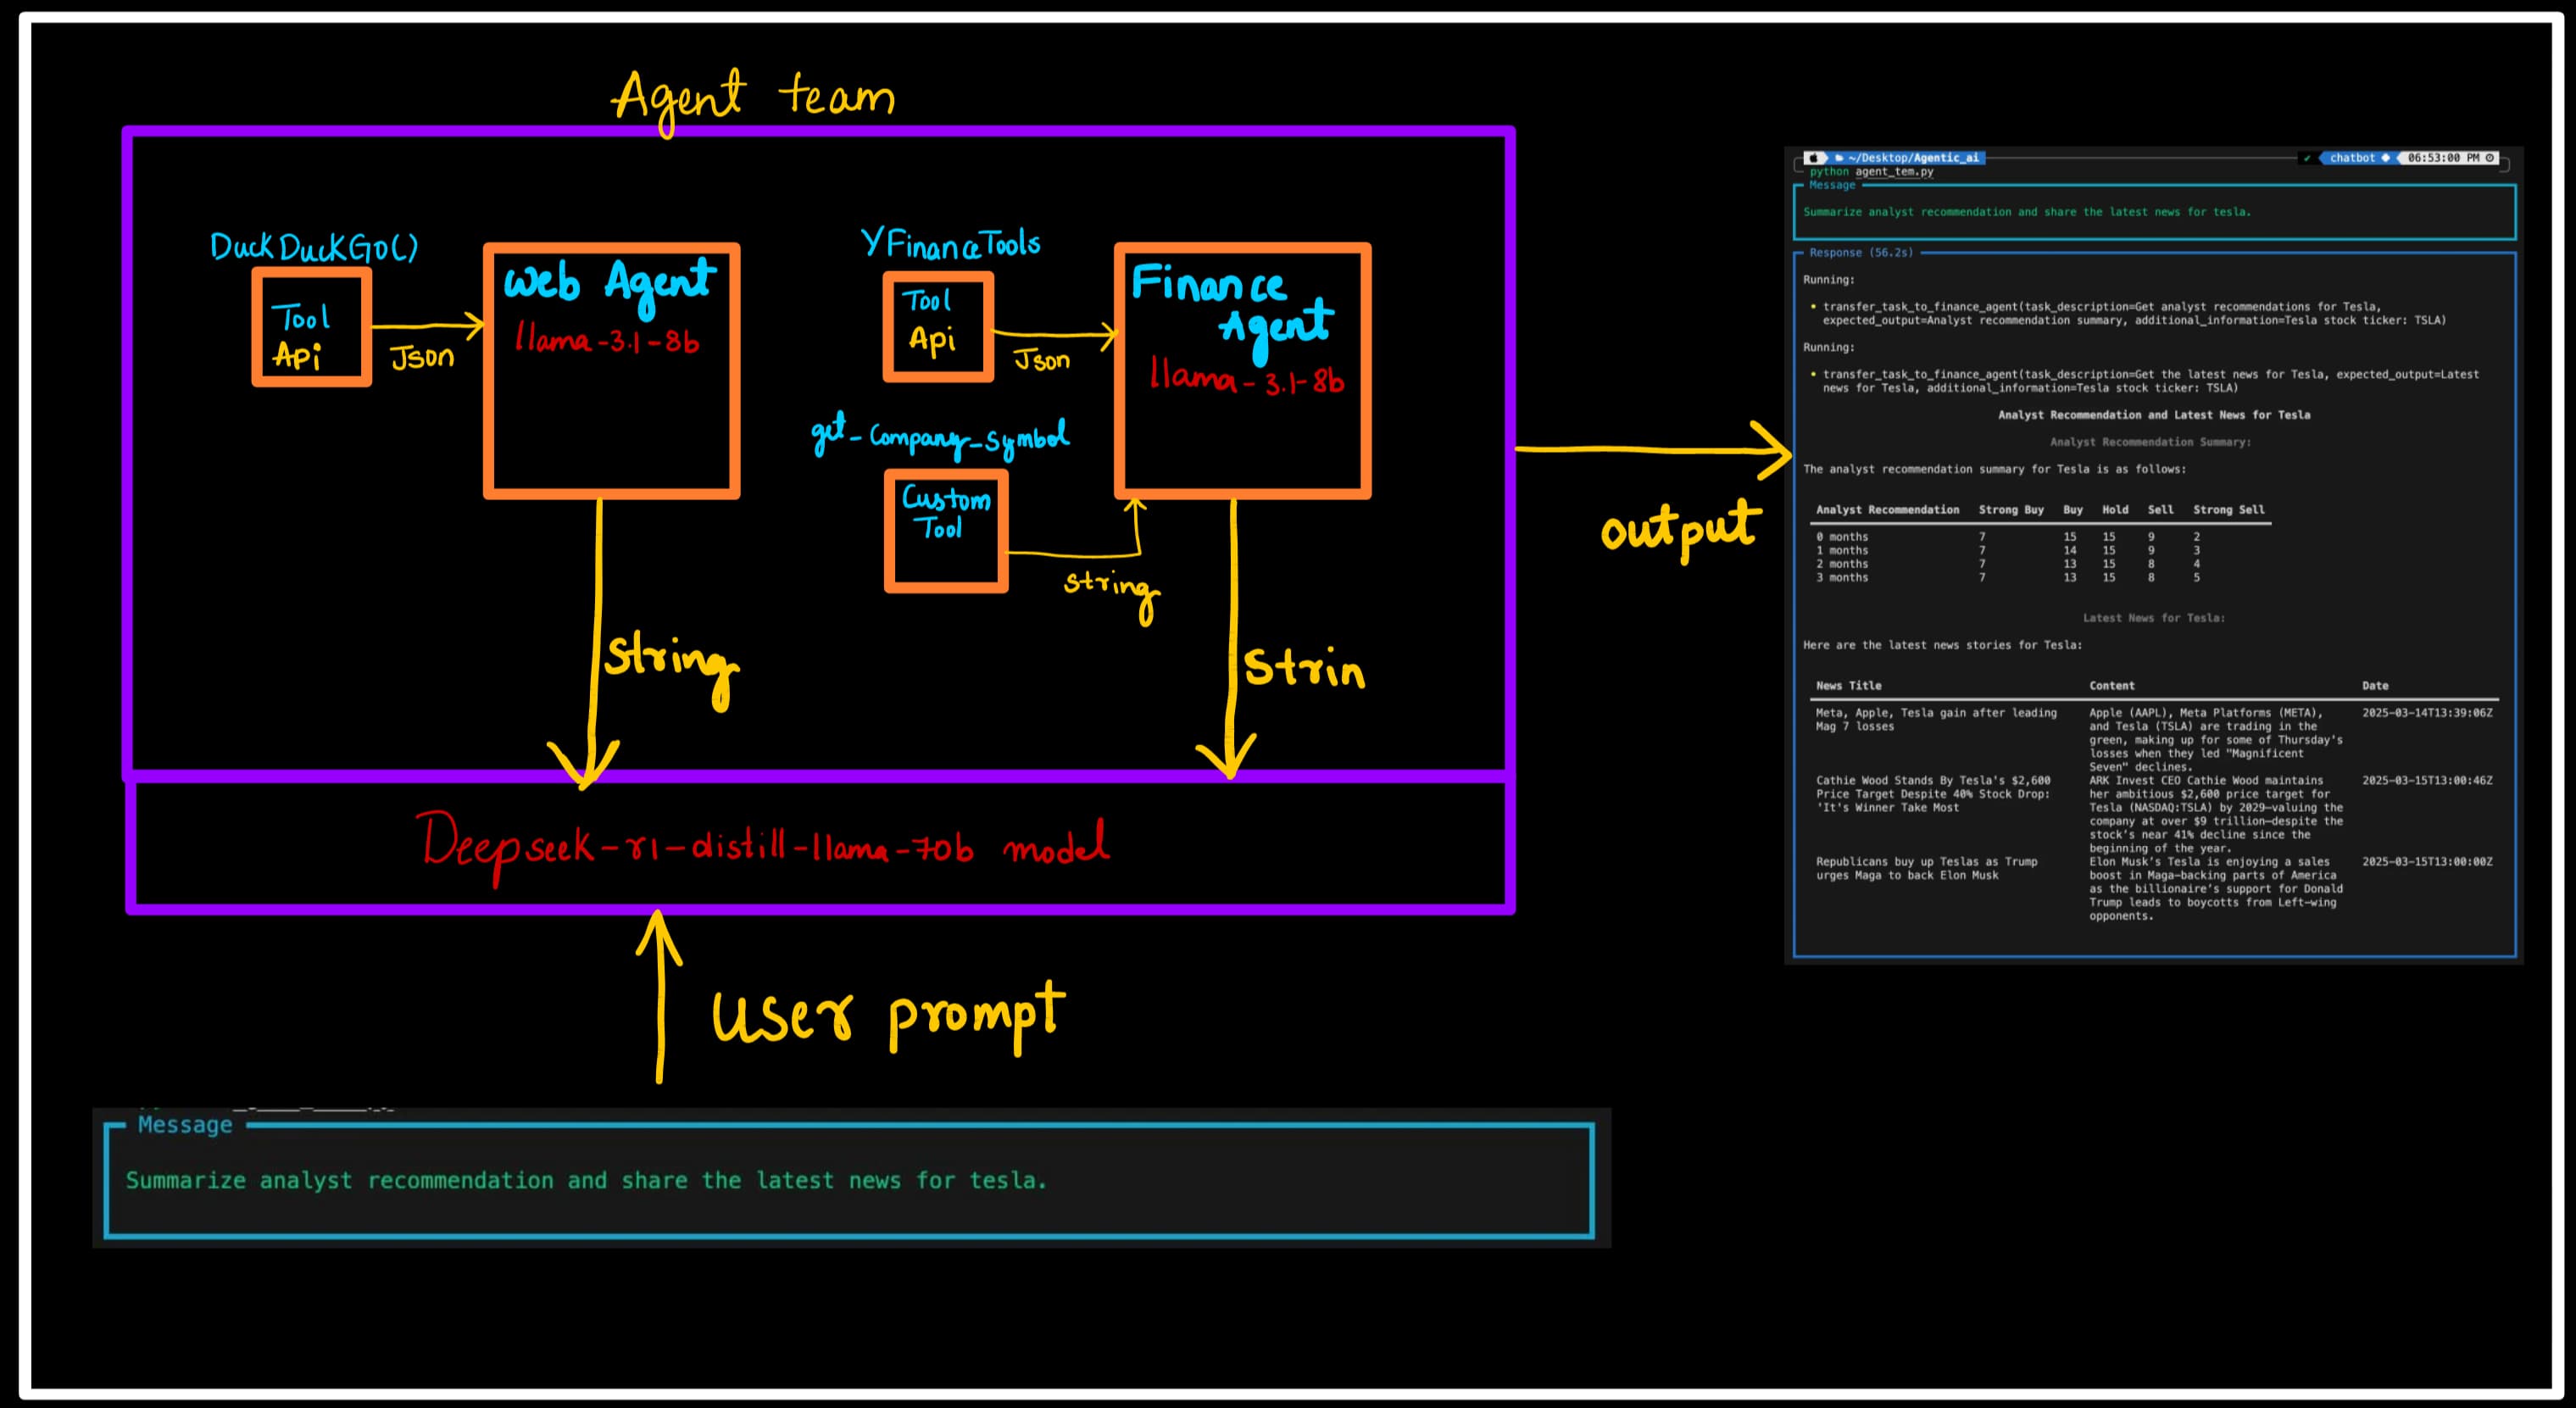 Agent team
DuckDuckGo()
Tool
Api
Json
Web Agent
llama-3.1-8b
YFinanceTools
Tool
Api
Json
Finance
Agent
llama-3.1-8b
get-Company-Symbol
Custom
Tool
string
String
Strin
Deepseek-r1-distill-llama-70b model
output
user prompt
Message
Summarize analyst recommendation and share the latest news for tesla.
~/Desktop/Agentic_ai
✔ chatbot 06:53:00 PM
python agent_tem.py
Message
Summarize analyst recommendation and share the latest news for tesla.
Response (56.2s)
Running:
• transfer_task_to_finance_agent(task_description=Get analyst recommendations for Tesla,
expected_output=Analyst recommendation summary, additional_information=Tesla stock ticker: TSLA)
Running:
• transfer_task_to_finance_agent(task_description=Get the latest news for Tesla, expected_output=Latest
news for Tesla, additional_information=Tesla stock ticker: TSLA)
Analyst Recommendation and Latest News for Tesla
Analyst Recommendation Summary:
The analyst recommendation summary for Tesla is as follows:
Analyst Recommendation Strong Buy Buy Hold Sell Strong Sell
0 months 7 15 15 9 2
1 months 7 14 15 9 3
2 months 7 13 15 8 4
3 months 7 13 15 8 5
Latest News for Tesla:
Here are the latest news stories for Tesla:
News Title Content Date
Meta, Apple, Tesla gain after leading Apple (AAPL), Meta Platforms (META), 2025-03-14T13:39:06Z
Mag 7 losses and Tesla (TSLA) are trading in the
green, making up for some of Thursday's
losses when they led "Magnificent
Seven" declines.
Cathie Wood Stands By Tesla's $2,600 ARK Invest CEO Cathie Wood maintains 2025-03-15T13:00:46Z
Price Target Despite 40% Stock Drop: her ambitious $2,600 price target for
'It's Winner Take Most Tesla (NASDAQ:TSLA) by 2029—valuing the
company at over $9 trillion—despite the
stock's near 41% decline since the
beginning of the year.
Republicans buy up Teslas as Trump Elon Musk's Tesla is enjoying a sales 2025-03-15T13:00:00Z
urges Maga to back Elon Musk boost in Maga-backing parts of America
as the billionaire's support for Donald
Trump leads to boycotts from Left-wing
opponents.